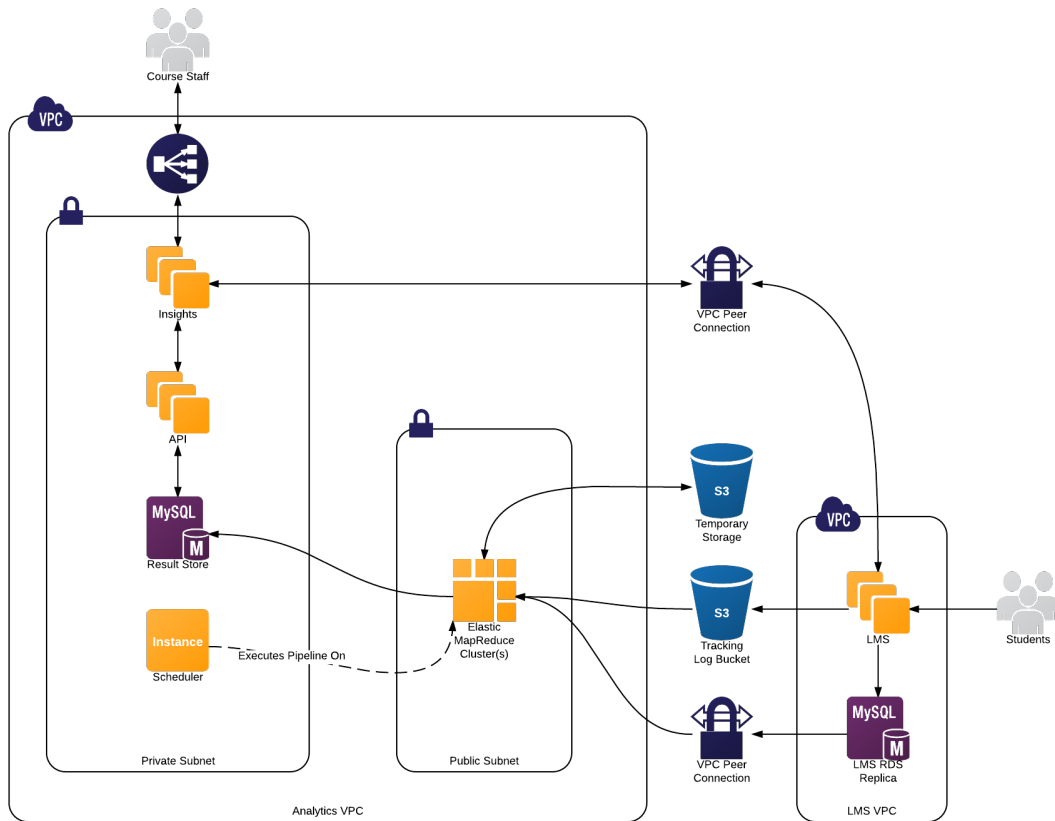 Course Staff
VPC
Insights
VPC Peer
Connection
API
MySQL
M
Result Store
S3
Temporary
Storage
VPC
Elastic
MapReduce
Cluster(s)
S3
Tracking
Log Bucket
LMS
Students
Instance
Scheduler
Executes Pipeline On
VPC Peer
Connection
MySQL
M
LMS RDS
Replica
Private Subnet
Public Subnet
Analytics VPC
LMS VPC